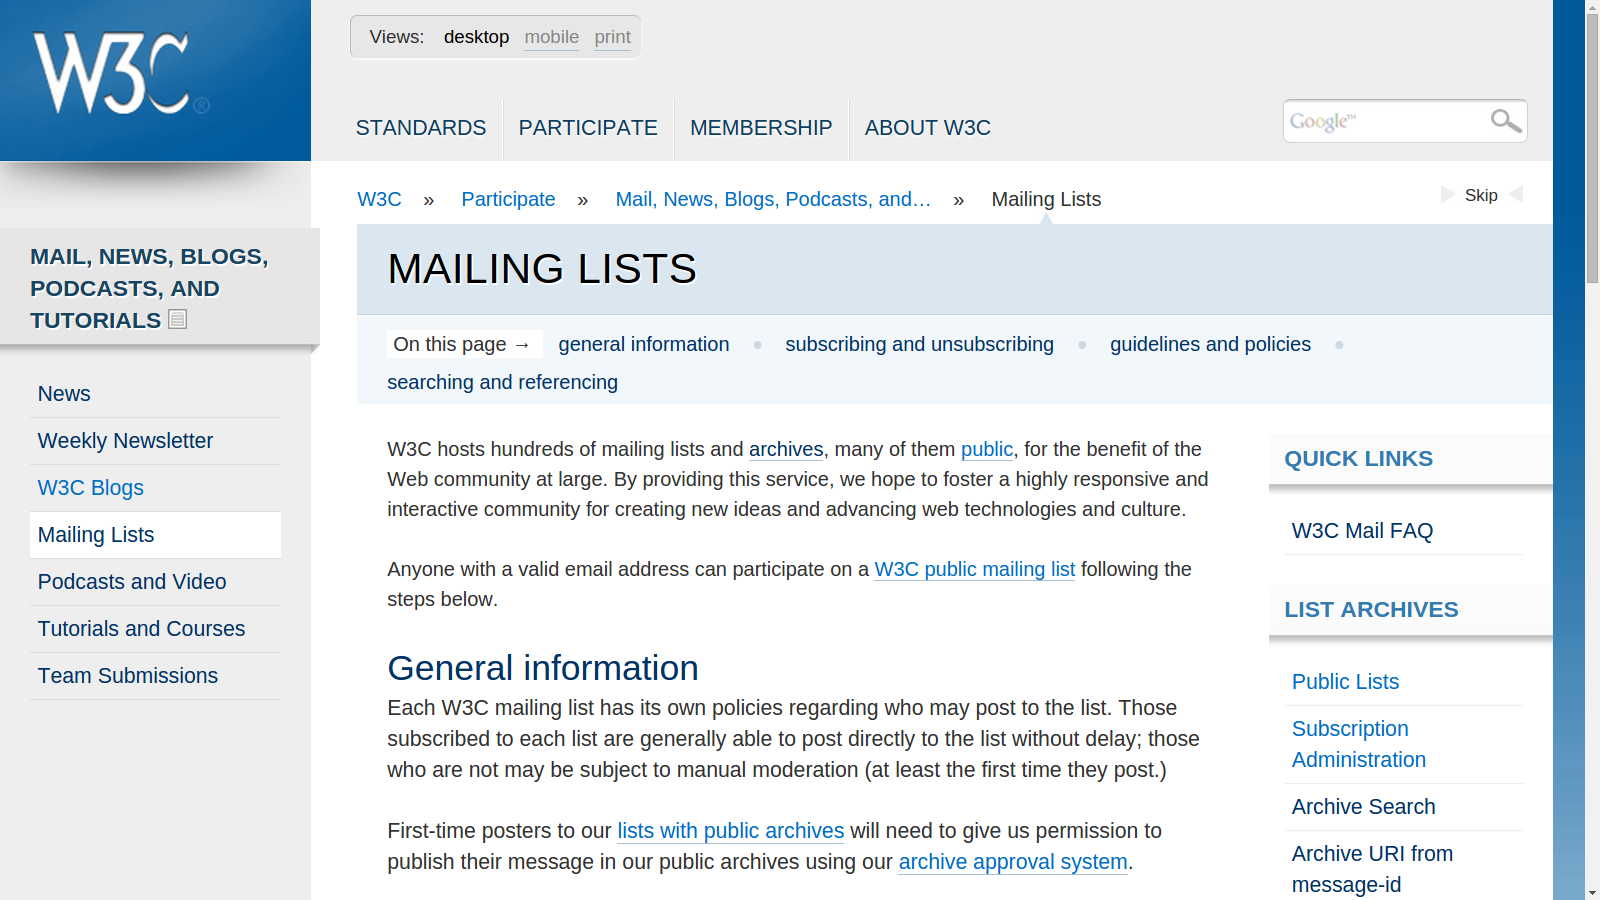 W3C®
Views: desktop mobile print
STANDARDS PARTICIPATE MEMBERSHIP ABOUT W3C
Google™
W3C » Participate » Mail, News, Blogs, Podcasts, and… » Mailing Lists
Skip
MAIL, NEWS, BLOGS,
PODCASTS, AND
TUTORIALS
News
Weekly Newsletter
W3C Blogs
Mailing Lists
Podcasts and Video
Tutorials and Courses
Team Submissions
MAILING LISTS
On this page → general information • subscribing and unsubscribing • guidelines and policies •
searching and referencing
W3C hosts hundreds of mailing lists and archives, many of them public, for the benefit of the
Web community at large. By providing this service, we hope to foster a highly responsive and
interactive community for creating new ideas and advancing web technologies and culture.
Anyone with a valid email address can participate on a W3C public mailing list following the
steps below.
General information
Each W3C mailing list has its own policies regarding who may post to the list. Those
subscribed to each list are generally able to post directly to the list without delay; those
who are not may be subject to manual moderation (at least the first time they post.)
First-time posters to our lists with public archives will need to give us permission to
publish their message in our public archives using our archive approval system.
QUICK LINKS
W3C Mail FAQ
LIST ARCHIVES
Public Lists
Subscription
Administration
Archive Search
Archive URI from
message-id